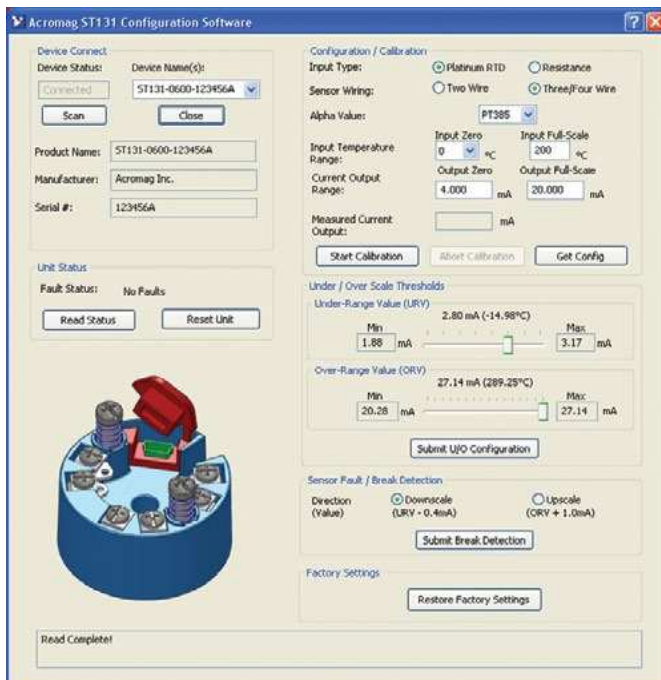 Acromag ST131 Configuration Software
Device Connect
Device Status: Device Name(s):
Connected ST131-0600-123456A
Scan Close
Product Name: ST131-0600-123456A
Manufacturer: Acromag Inc.
Serial #: 123456A
Unit Status
Fault Status: No Faults
Read Status Reset Unit
Configuration / Calibration
Input Type: Platinum RTD Resistance
Sensor Wiring: Two Wire Three/Four Wire
Alpha Value: PT385
Input Zero Input Full-Scale
Input Temperature Range: 0 °C 200 °C
Output Zero Output Full-Scale
Current Output Range: 4.000 mA 20.000 mA
Measured Current Output: mA
Start Calibration Abort Calibration Get Config
Under / Over Scale Thresholds
Under-Range Value (URV)
2.80 mA (-14.98°C)
Min Max
1.88 mA 3.17 mA
Over-Range Value (ORV)
27.14 mA (289.25°C)
Min Max
20.28 mA 27.14 mA
Submit U/O Configuration
Sensor Fault / Break Detection
Direction Downscale Upscale
(Value) (URV - 0.4mA) (ORV + 1.0mA)
Submit Break Detection
Factory Settings
Restore Factory Settings
Read Complete!